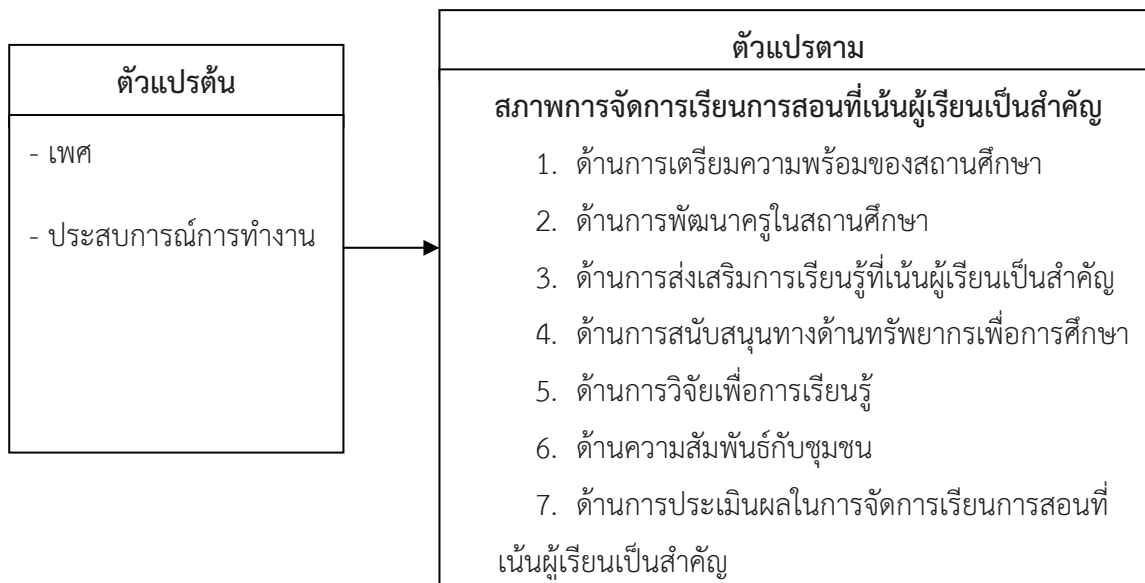 ตัวแปรต้น
- เพศ
- ประสบการณ์การทำงาน
ตัวแปรตาม
สภาพการจัดการเรียนการสอนที่เน้นผู้เรียนเป็นสำคัญ
1. ด้านการเตรียมความพร้อมของสถานศึกษา
2. ด้านการพัฒนาครูในสถานศึกษา
3. ด้านการส่งเสริมการเรียนรู้ที่เน้นผู้เรียนเป็นสำคัญ
4. ด้านการสนับสนุนทางด้านทรัพยากรเพื่อการศึกษา
5. ด้านการวิจัยเพื่อการเรียนรู้
6. ด้านความสัมพันธ์กับชุมชน
7. ด้านการประเมินผลในการจัดการเรียนการสอนที่
เน้นผู้เรียนเป็นสำคัญ